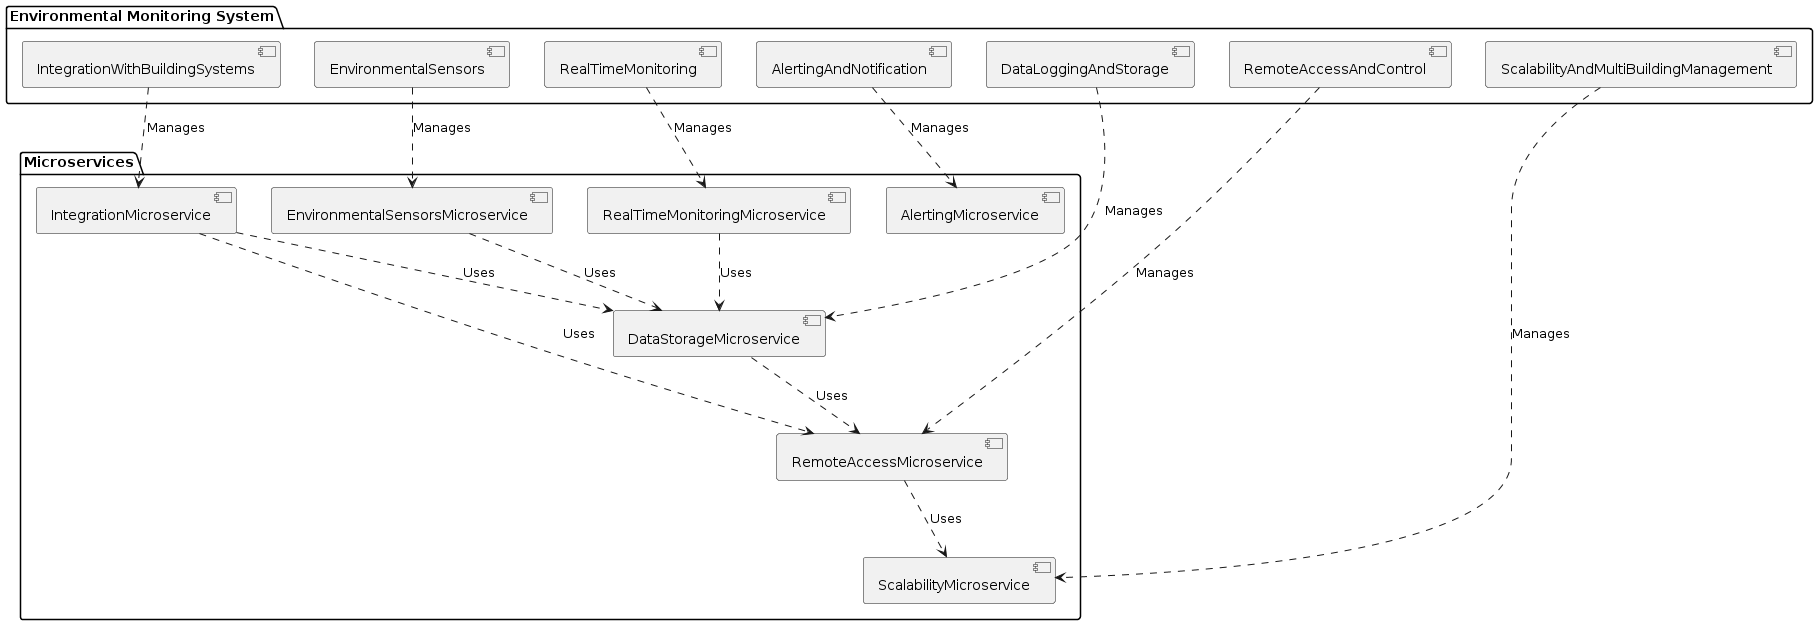 Environmental Monitoring System
IntegrationWithBuildingSystems
EnvironmentalSensors
RealTimeMonitoring
AlertingAndNotification
DataLoggingAndStorage
RemoteAccessAndControl
ScalabilityAndMultiBuildingManagement
Manages
Manages
Manages
Manages
Microservices
IntegrationMicroservice
EnvironmentalSensorsMicroservice
RealTimeMonitoringMicroservice
AlertingMicroservice
Manages
Uses
Uses
Uses
Manages
Uses
DataStorageMicroservice
Manages
Uses
RemoteAccessMicroservice
Uses
ScalabilityMicroservice